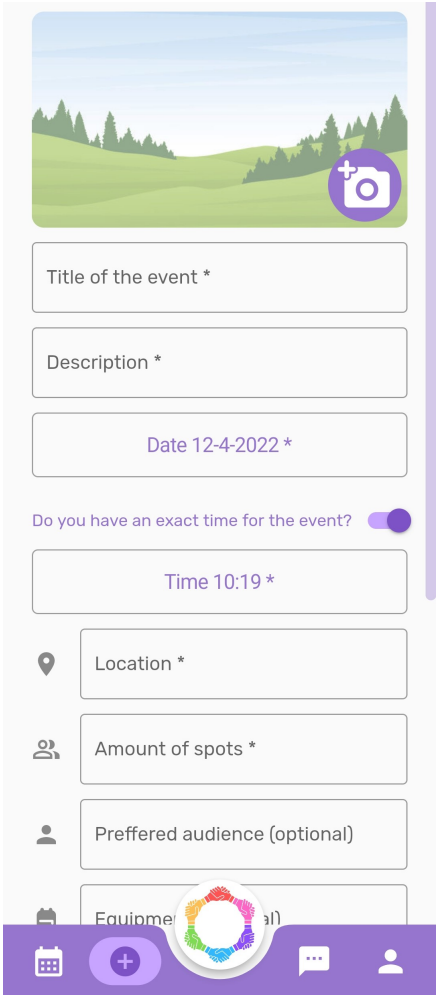 Title of the event *
Description *
Date 12-4-2022 *
Do you have an exact time for the event?
Time 10:19 *
Location *
Amount of spots *
Preffered audience (optional)